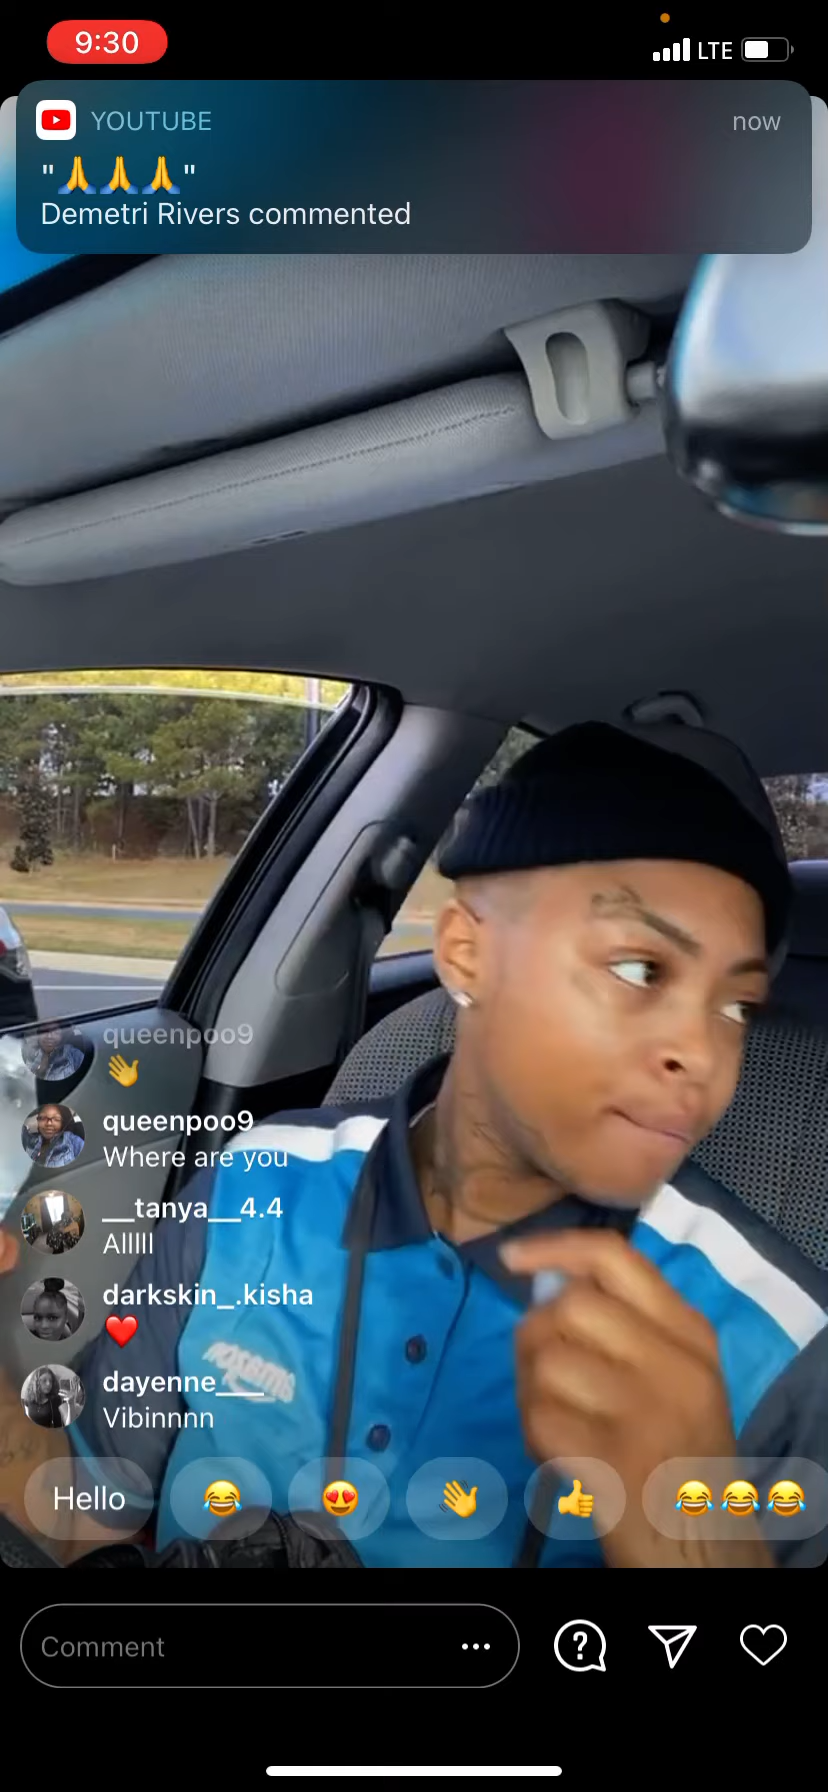 9:30
LTE
YOUTUBE
now
"🙏🙏🙏"
Demetri Rivers commented
queenpoo9
👋
queenpoo9
Where are you
__tanya__4.4
Alllll
darkskin_.kisha
❤️
dayenne___
Vibinnnn
Hello 😂 😍 👋 👍 😂😂😂
Comment